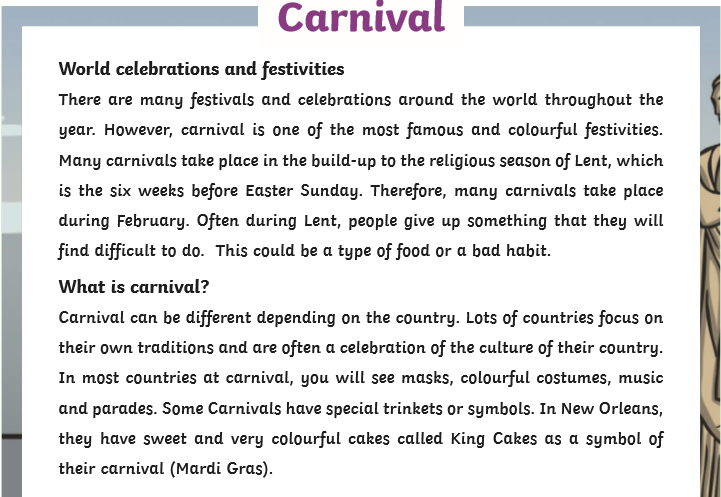 Carnival
World celebrations and festivities
There are many festivals and celebrations around the world throughout the
year. However, carnival is one of the most famous and colourful festivities.
Many carnivals take place in the build-up to the religious season of Lent, which
is the six weeks before Easter Sunday. Therefore, many carnivals take place
during February. Often during Lent, people give up something that they will
find difficult to do.  This could be a type of food or a bad habit.
What is carnival?
Carnival can be different depending on the country. Lots of countries focus on
their own traditions and are often a celebration of the culture of their country.
In most countries at carnival, you will see masks, colourful costumes, music
and parades. Some Carnivals have special trinkets or symbols. In New Orleans,
they have sweet and very colourful cakes called King Cakes as a symbol of
their carnival (Mardi Gras).